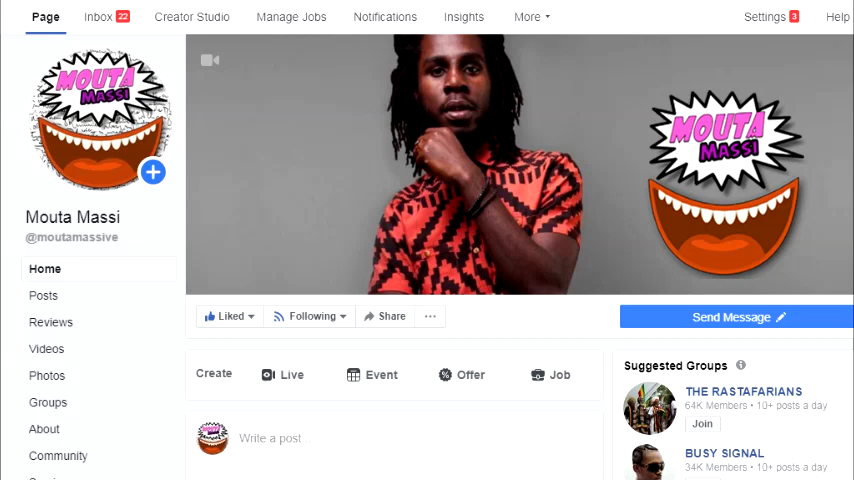 Page Inbox 22 Creator Studio Manage Jobs Notifications Insights More Settings 3 Help
MOUTA
MASSI
MOUTA
MASSI
Mouta Massi
@moutamassive
Home
Posts
Reviews
Videos
Photos
Groups
About
Community
Liked Following Share ... Send Message
Create Live Event Offer Job
Write a post...
Suggested Groups
THE RASTAFARIANS
64K Members • 10+ posts a day
Join
BUSY SIGNAL
34K Members • 10+ posts a day